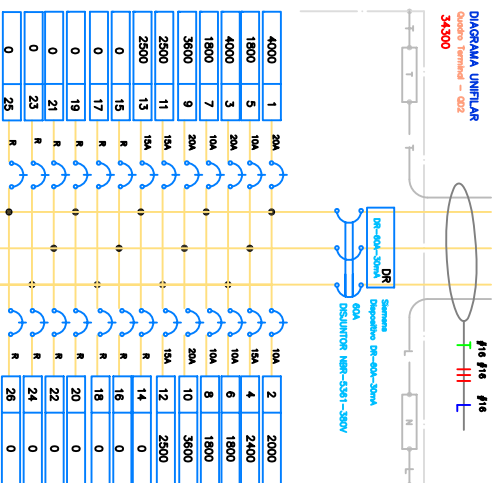 DIAGRAMA UNIFILAR
Quadro Terminal - QD2
34300
#16 #16 #16
T
T
T
L
N
L
DR
DR-60A-30mA
Siemens
Dispositivo DR-60A-30mA
60A
DISJUNTOR NBR-5361-380V
4000 1 20A 10A 2 2000
1800 5 10A 15A 4 2400
4000 3 20A 10A 6 1800
1800 7 10A 10A 8 1800
3600 9 20A 20A 10 3600
2500 11 15A 15A 12 2500
2500 13 15A R 14 0
0 15 R R 16 0
0 17 R R 18 0
0 19 R R 20 0
0 21 R R 22 0
0 23 R R 24 0
0 25 R R 26 0